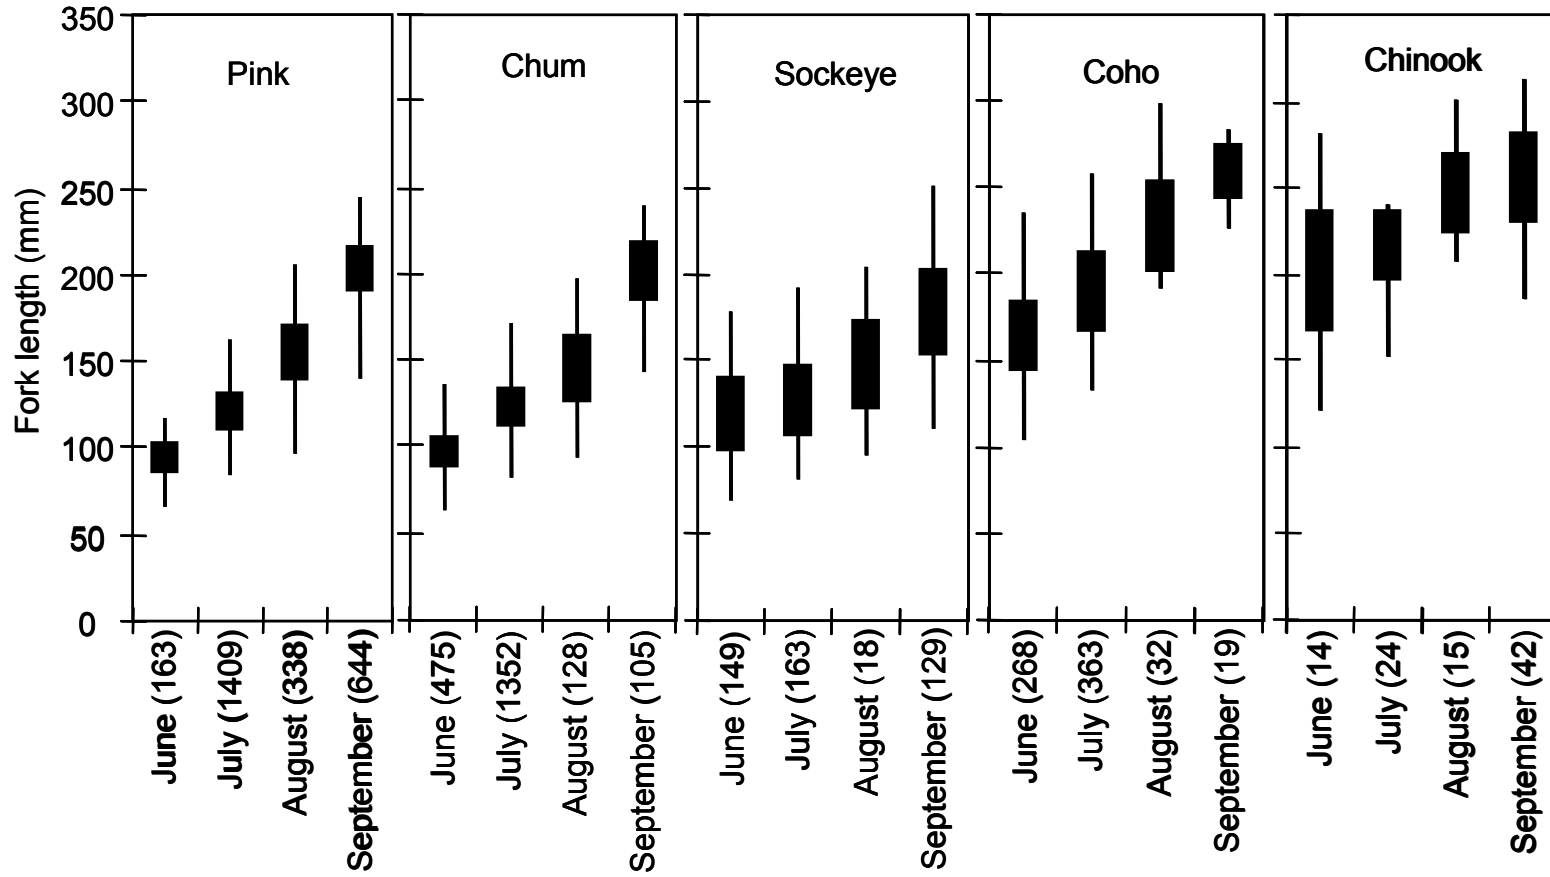 Fork length (mm)
350
300
250
200
150
100
50
0
Pink
June (163)
July (1409)
August (338)
September (644)
Chum
June (475)
July (1352)
August (128)
September (105)
Sockeye
June (149)
July (163)
August (18)
September (129)
Coho
June (268)
July (363)
August (32)
September (19)
Chinook
June (14)
July (24)
August (15)
September (42)